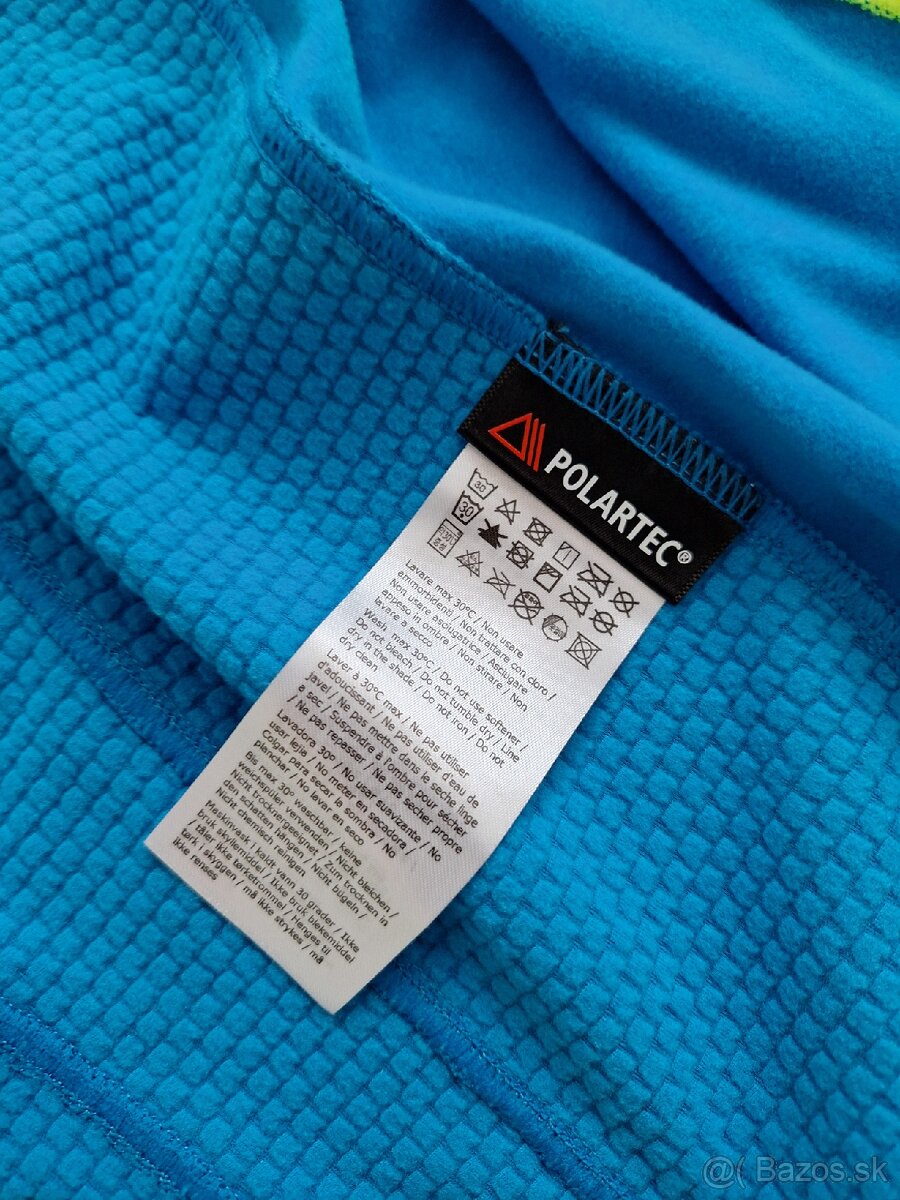 POLARTEC®
30
30
30°C
Lavare max 30°C / Non usare
ammorbidenti / Non trattare con cloro /
Non usare asciugatrice / Asciugare
appeso in ombra / Non stirare / Non
lavare a secco
Wash max 30°C / Do not use softener /
Do not bleach / Do not tumble dry / Line
dry in the shade / Do not iron / Do not
dry clean
Laver à 30°C max / Ne pas utiliser
d'adoucissant / Ne pas utiliser d'eau de
javel / Ne pas mettre dans le seche linge
/ Ne pas repasser / Ne pas sécher propre
a sec / Suspendre à l'ombre pour sécher
Lavadora 30º / No usar suavizante / No
usar lejia / No meter en secadora /
Colgar para secar la sombra / No
planchar / No lavar en seco
Bis max 30° waschbar / keine
weichspüler verwenden / Nicht bleichen /
Nicht trocknergeeignet / Zum trocknen in
den schatten hängen / Nicht bügeln /
Nicht chemisch reinigen
Maskinvask i kaldt vann 30 grader / Ikke
bruk skyllemiddel / Ikke bruk blekemiddel
/ tåler ikke tørketrommel / Henges til
tørk i skyggen / må ikke strykes / må
ikke renses
@( Bazos.sk